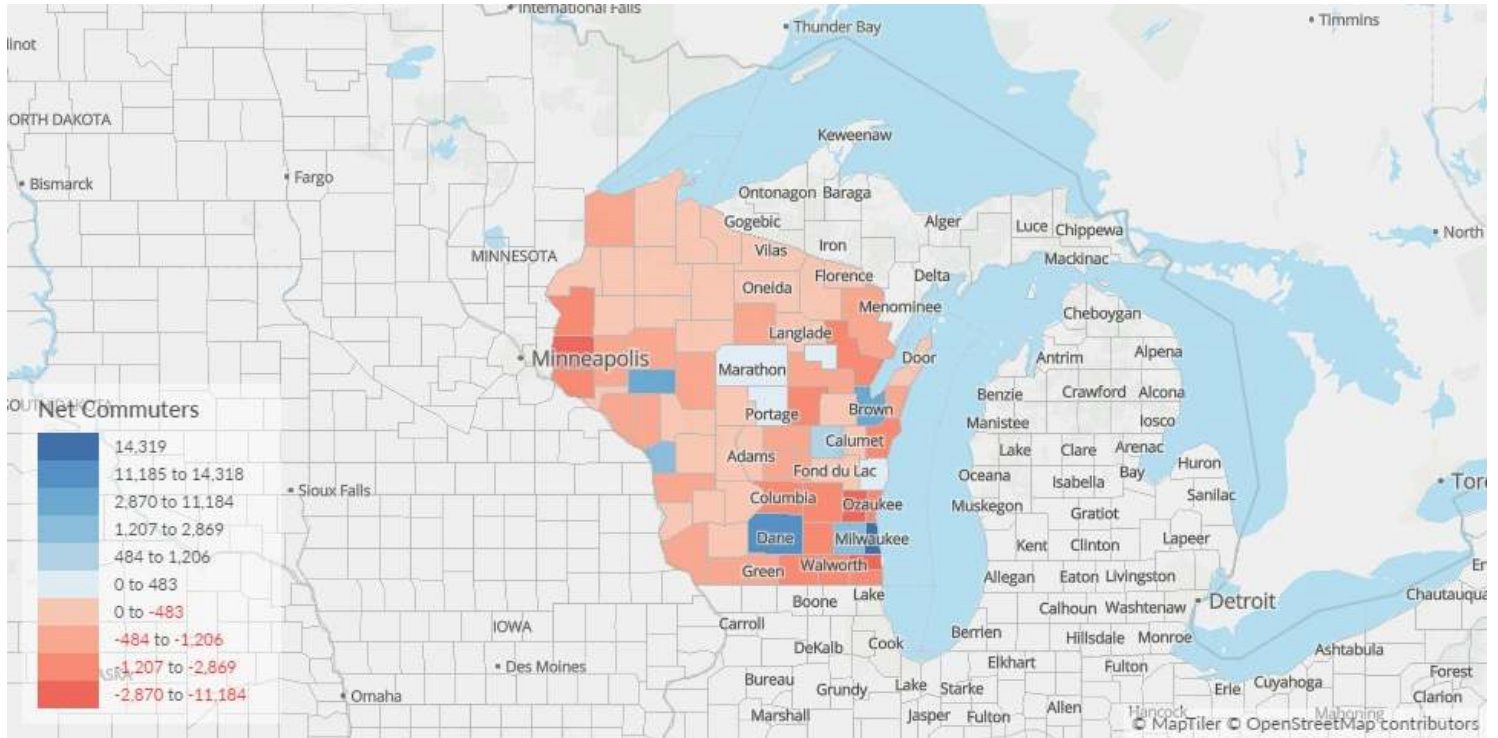 International Falls
Thunder Bay
Timmins
inot
ORTH DAKOTA
Keweenaw
Bismarck
Fargo
Ontonagon
Baraga
Gogebic
Alger
Luce
Chippewa
North
MINNESOTA
Vilas
Iron
Mackinac
Florence
Delta
Oneida
Menominee
Cheboygan
Langlade
Minneapolis
Door
Antrim
Alpena
Marathon
Benzie
Crawford
Alcona
Net Commuters
Portage
Brown
Manistee
Iosco
14,319
Calumet
Lake
Clare
Arenac
11,185 to 14,318
Adams
Fond du Lac
Oceana
Bay
Huron
Isabella
Sioux Falls
2,870 to 11,184
Columbia
Ozaukee
Muskegon
Sanilac
Toro
Gratiot
1,207 to 2,869
Dane
Milwaukee
Kent
Clinton
Lapeer
484 to 1,206
Green
Walworth
Allegan
Eaton
Livingston
0 to 483
Boone
Lake
Calhoun
Washtenaw
Detroit
Chautauqua
0 to -483
IOWA
Carroll
DeKalb
Cook
Berrien
Hillsdale
Monroe
-484 to -1,206
Des Moines
Elkhart
Fulton
Ashtabula
-1,207 to -2,869
Bureau
Grundy
Lake
Starke
Erie
Cuyahoga
Forest
-2,870 to -11,184
Omaha
Marshall
Jasper
Fulton
Allen
Hancock
Mahoning
Clarion
© MapTiler © OpenStreetMap contributors